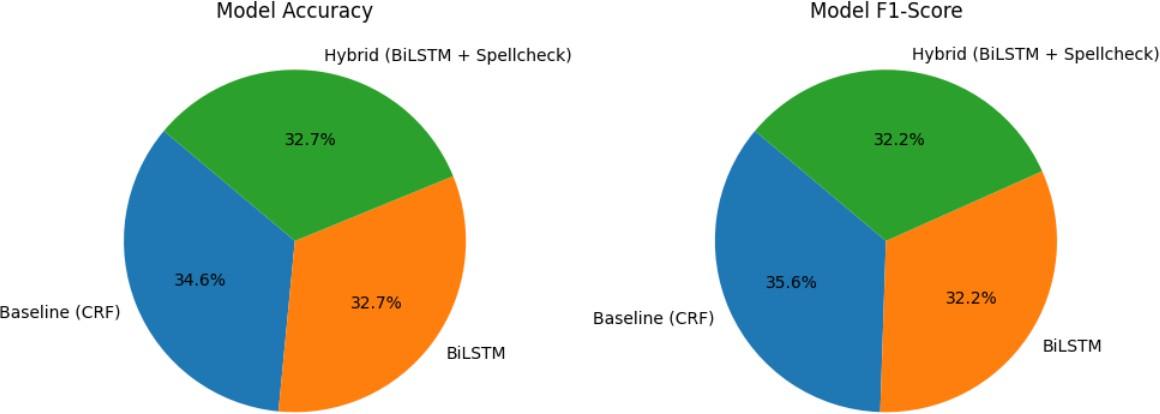 Model Accuracy
Hybrid (BiLSTM + Spellcheck)
32.7%
34.6%
32.7%
Baseline (CRF)
BiLSTM
Model F1-Score
Hybrid (BiLSTM + Spellcheck)
32.2%
35.6%
32.2%
Baseline (CRF)
BiLSTM